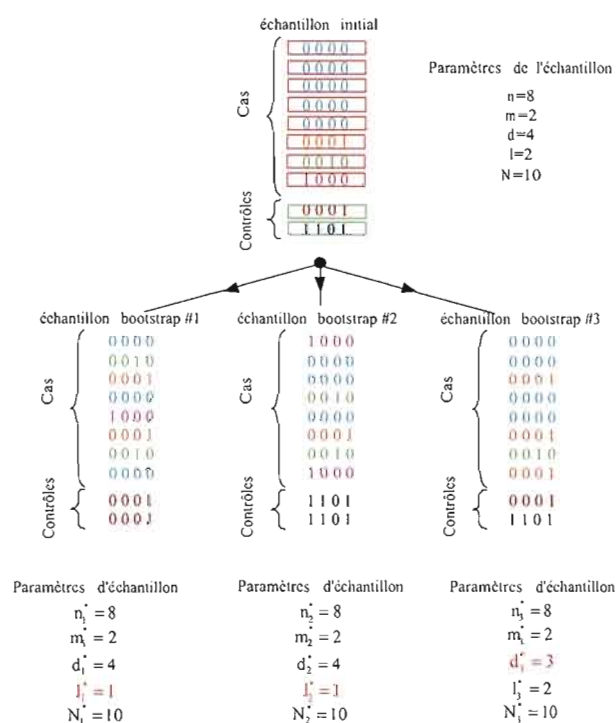 échantillon initial
0000
0000
0000
0000
0000
0001
0010
1000
Cas
0001
1101
Contrôles
Paramètres de l'échantillon
n=8
m=2
d=4
l=2
N=10
échantillon bootstrap #1
0000
0010
0001
0000
1000
0001
0010
0000
Cas
0001
0001
Contrôles
échantillon bootstrap #2
1000
0000
0000
0010
0000
0001
0010
1000
Cas
1101
1101
Contrôles
échantillon bootstrap #3
0000
0000
0001
0000
0000
0001
0010
0001
Cas
0001
1101
Contrôles
Paramètres d'échantillon
n₁* = 8
m₁* = 2
d₁* = 4
l₁* = 1
N₁* = 10
Paramètres d'échantillon
n₂* = 8
m₂* = 2
d₂* = 4
l₂* = 1
N₂* = 10
Paramètres d'échantillon
n₃* = 8
m₃* = 2
d₃* = 3
l₃* = 2
N₃* = 10